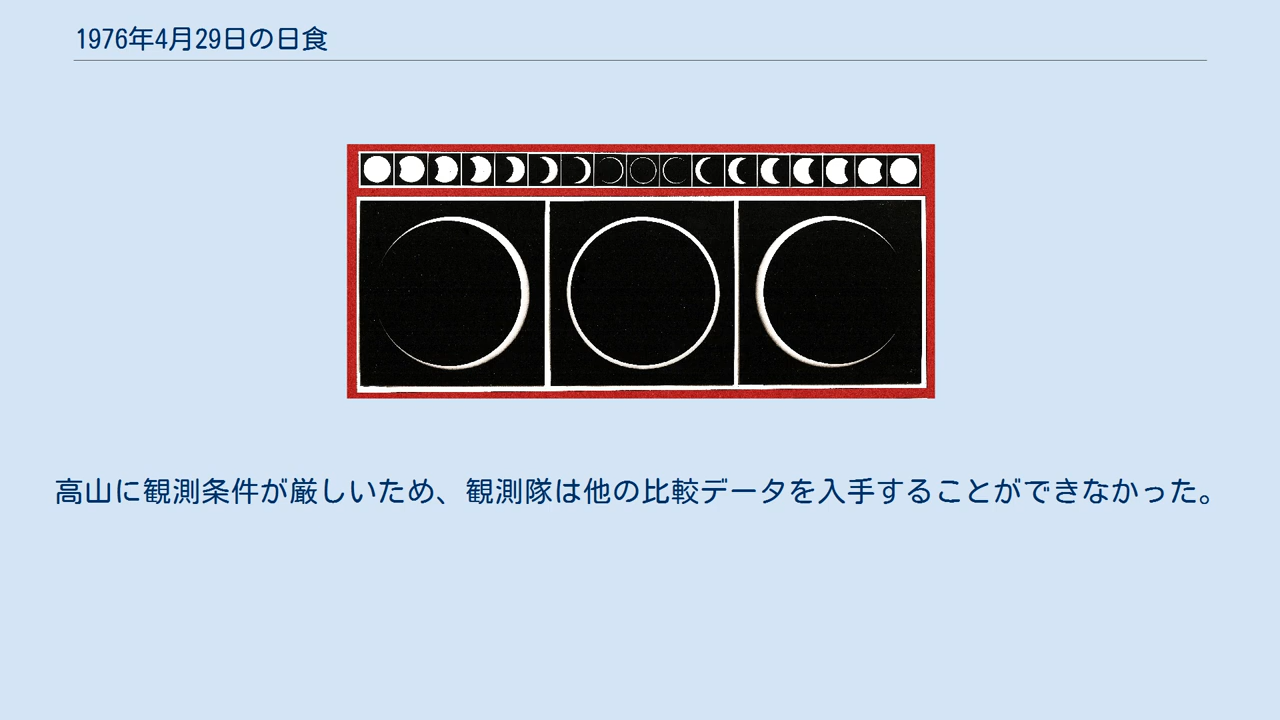 1976年4月29日の日食
高山に観測条件が厳しいため、観測隊は他の比較データを入手することができなかった。